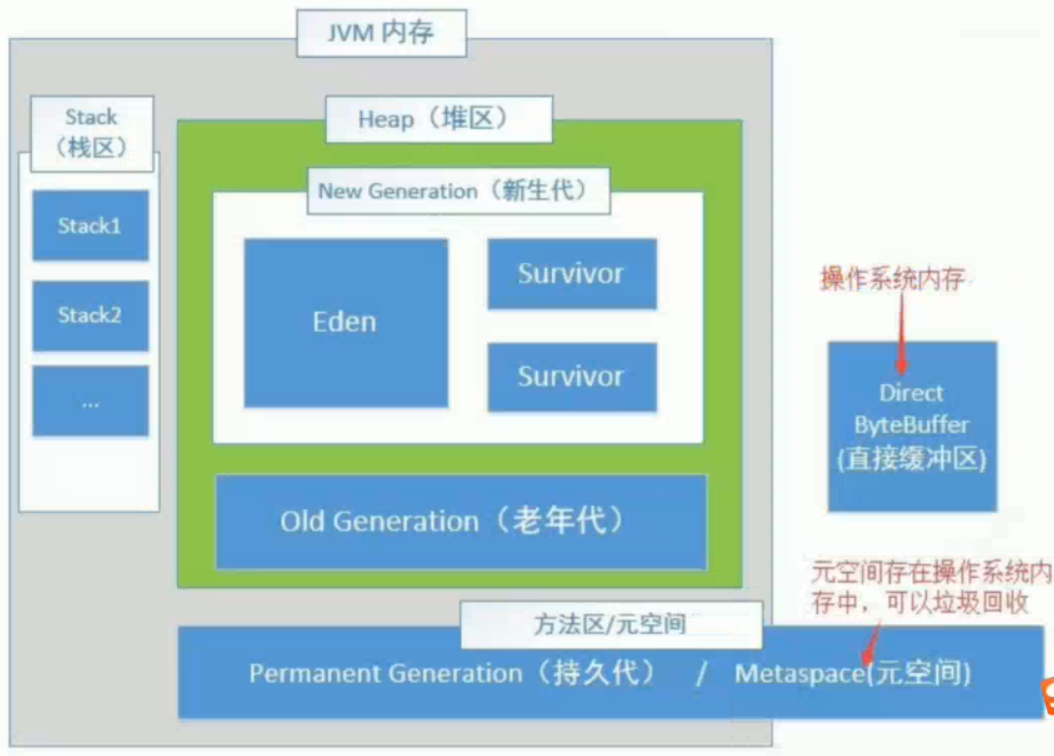 JVM 内存
Stack
（栈区）
Stack1
Stack2
...
Heap（堆区）
New Generation（新生代）
Eden
Survivor
Survivor
Old Generation（老年代）
操作系统内存
Direct
ByteBuffer
(直接缓冲区)
元空间存在操作系统内
存中，可以垃圾回收
方法区/元空间
Permanent Generation（持久代） / Metaspace(元空间)